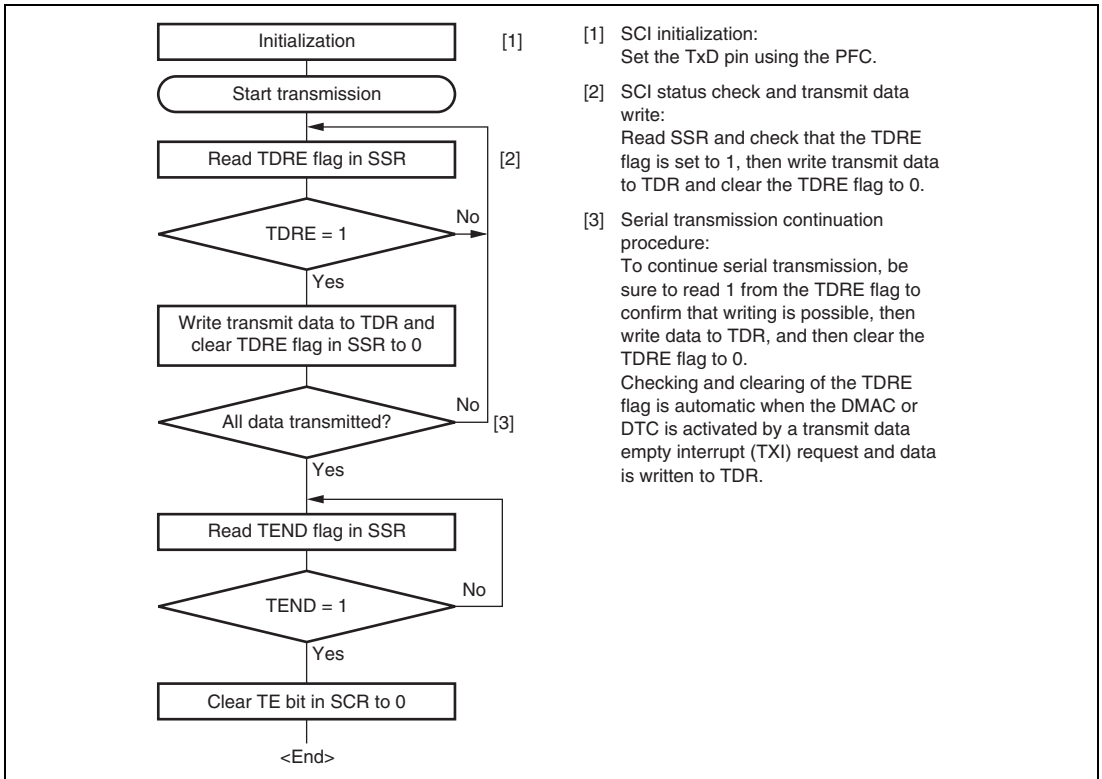 Initialization
[1]
Start transmission
Read TDRE flag in SSR
[2]
No
TDRE = 1
Yes
Write transmit data to TDR and
clear TDRE flag in SSR to 0
No
All data transmitted?
[3]
Yes
Read TEND flag in SSR
No
TEND = 1
Yes
Clear TE bit in SCR to 0
<End>
[1] SCI initialization:
Set the TxD pin using the PFC.
[2] SCI status check and transmit data
write:
Read SSR and check that the TDRE
flag is set to 1, then write transmit data
to TDR and clear the TDRE flag to 0.
[3] Serial transmission continuation
procedure:
To continue serial transmission, be
sure to read 1 from the TDRE flag to
confirm that writing is possible, then
write data to TDR, and then clear the
TDRE flag to 0.
Checking and clearing of the TDRE
flag is automatic when the DMAC or
DTC is activated by a transmit data
empty interrupt (TXI) request and data
is written to TDR.